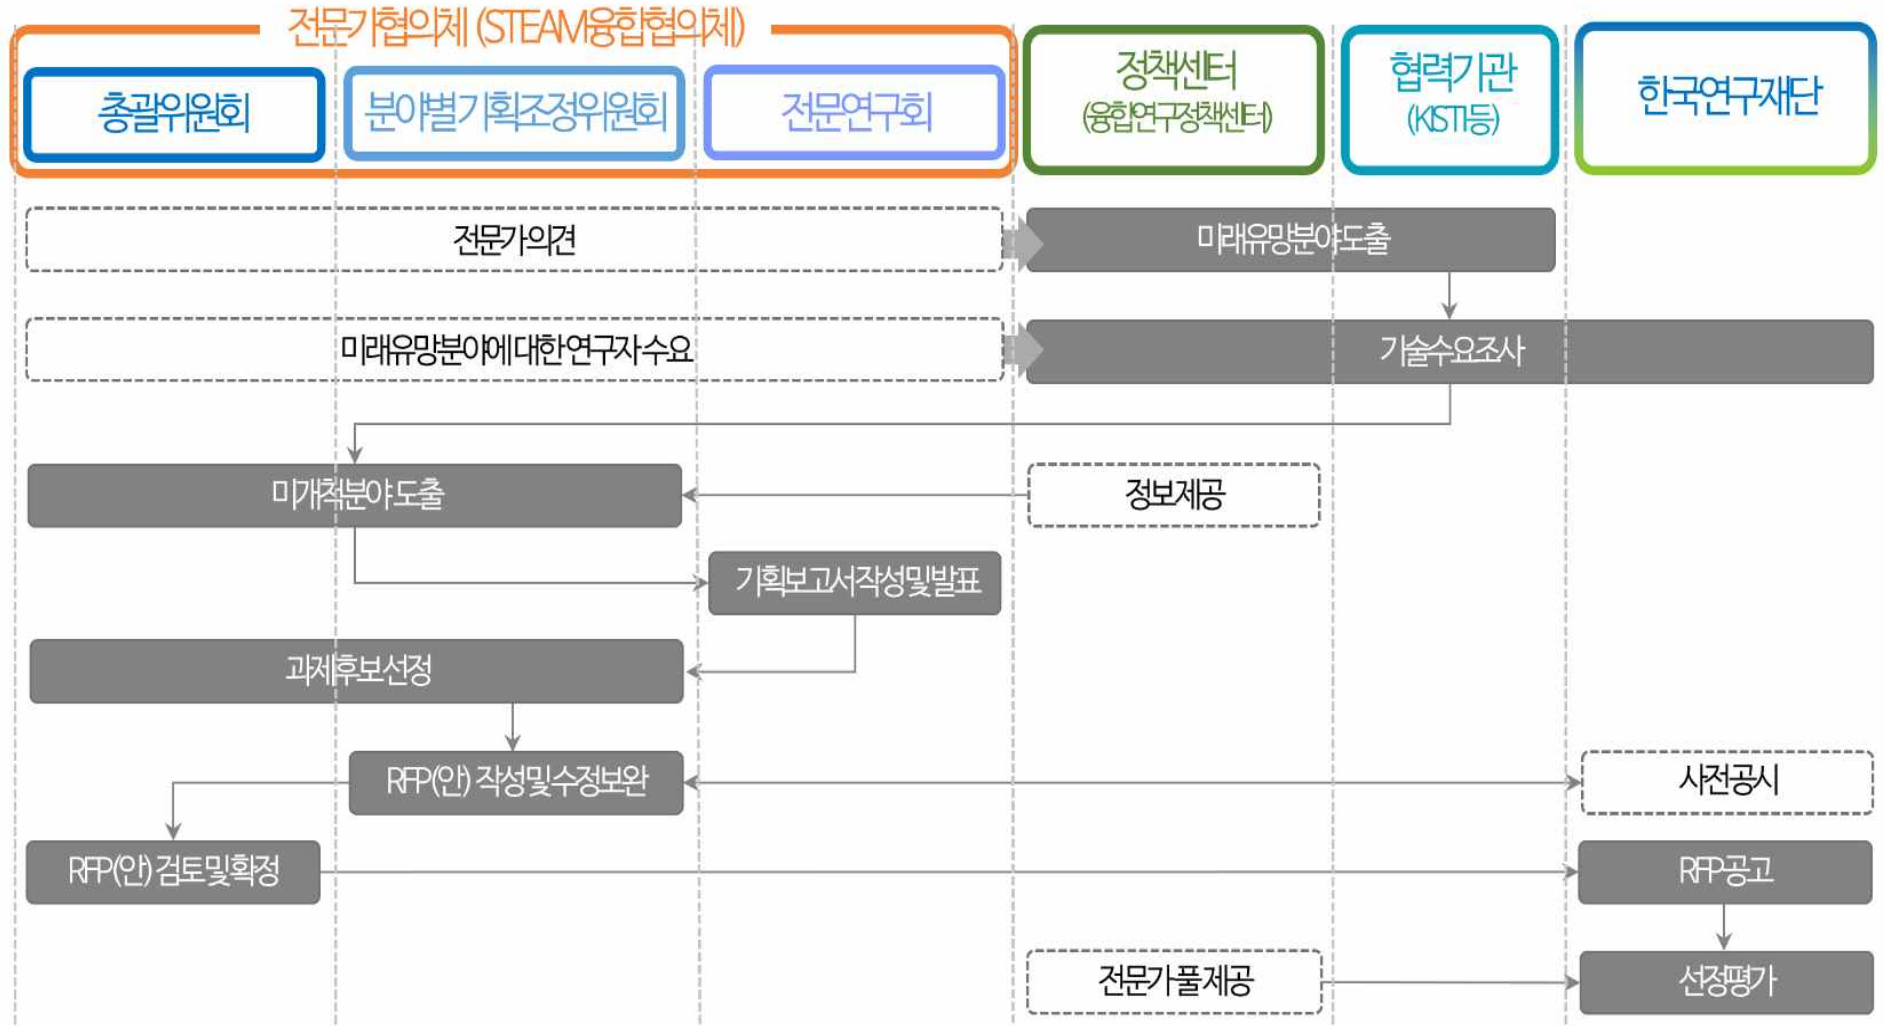 전문가협의체 (STEAM융합협의체)
총괄위원회
분야별기획조정위원회
전문연구회
정책센터
(융합연구정책센터)
협력기관
(KISTI등)
한국연구재단
전문가의견
미래유망분야도출
미래유망분야에 대한 연구자 수요
기술수요조사
미개척분야 도출
정보제공
기획보고서작성및발표
과제후보선정
RFP(안) 작성및수정보완
사전공시
RFP(안) 검토및확정
RFP공고
전문가풀제공
선정평가